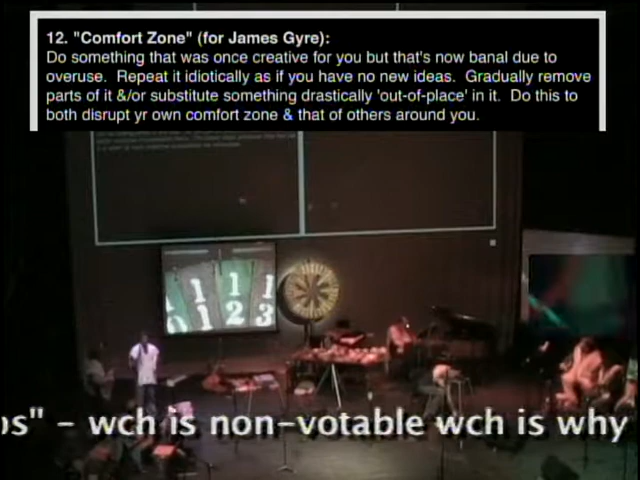 12. "Comfort Zone" (for James Gyre):
Do something that was once creative for you but that's now banal due to
overuse. Repeat it idiotically as if you have no new ideas. Gradually remove
parts of it &/or substitute something drastically 'out-of-place' in it. Do this to
both disrupt yr own comfort zone & that of others around you.
1 1 1
0 1 2 3
s" - wch is non-votable wch is why